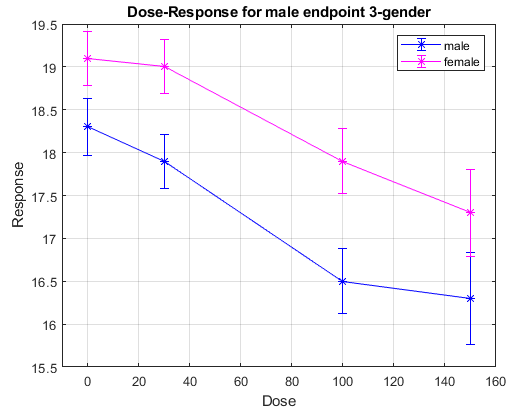 Dose-Response for male endpoint 3-gender
male
female
Response
19.5
19
18.5
18
17.5
17
16.5
16
15.5
0 20 40 60 80 100 120 140 160
Dose